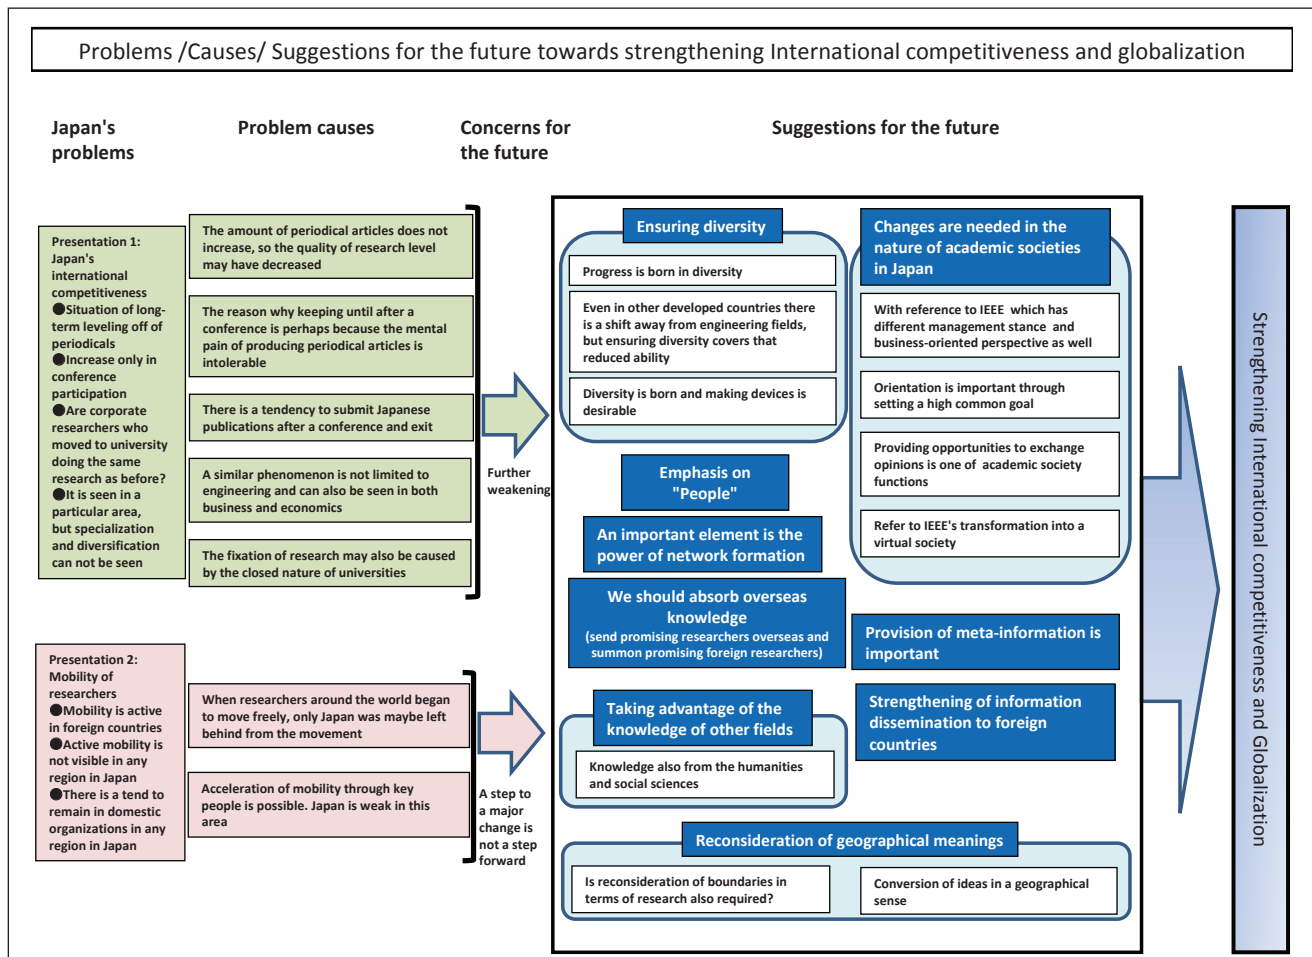 Problems /Causes/ Suggestions for the future towards strengthening International competitiveness and globalization
Japan's
problems
Problem causes
Concerns for
the future
Suggestions for the future
Presentation 1:
Japan's
international
competitiveness
●Situation of long-
term leveling off of
periodicals
●Increase only in
conference
participation
●Are corporate
researchers who
moved to university
doing the same
research as before?
●It is seen in a
particular area,
but specialization
and diversification
can not be seen
The amount of periodical articles does not
increase, so the quality of research level
may have decreased
The reason why keeping until after a
conference is perhaps because the mental
pain of producing periodical articles is
intolerable
There is a tendency to submit Japanese
publications after a conference and exit
A similar phenomenon is not limited to
engineering and can also be seen in both
business and economics
The fixation of research may also be caused
by the closed nature of universities
Further
weakening
Presentation 2:
Mobility of
researchers
●Mobility is active
in foreign countries
●Active mobility is
not visible in any
region in Japan
●There is a tend to
remain in domestic
organizations in any
region in Japan
When researchers around the world began
to move freely, only Japan was maybe left
behind from the movement
Acceleration of mobility through key
people is possible. Japan is weak in this
area
A step to
a major
change is
not a step
forward
Ensuring diversity
Progress is born in diversity
Even in other developed countries there
is a shift away from engineering fields,
but ensuring diversity covers that
reduced ability
Diversity is born and making devices is
desirable
Emphasis on
"People"
An important element is the
power of network formation
We should absorb overseas
knowledge
(send promising researchers overseas and
summon promising foreign researchers)
Taking advantage of the
knowledge of other fields
Knowledge also from the humanities
and social sciences
Changes are needed in the
nature of academic societies
in Japan
With reference to IEEE which has
different management stance and
business-oriented perspective as well
Orientation is important through
setting a high common goal
Providing opportunities to exchange
opinions is one of academic society
functions
Refer to IEEE's transformation into a
virtual society
Provision of meta-information is
important
Strengthening of information
dissemination to foreign
countries
Reconsideration of geographical meanings
Is reconsideration of boundaries in
terms of research also required?
Conversion of ideas in a geographical
sense
Strengthening International competitiveness and Globalization